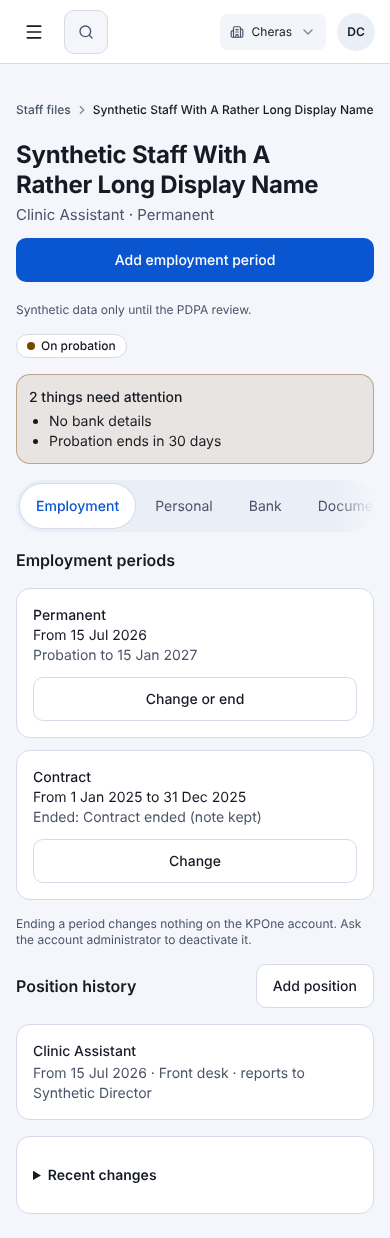 Cheras
DC
Staff files > Synthetic Staff With A Rather Long Display Name
Synthetic Staff With A
Rather Long Display Name
Clinic Assistant · Permanent
Add employment period
Synthetic data only until the PDPA review.
On probation
2 things need attention
• No bank details
• Probation ends in 30 days
Employment Personal Bank Docume
Employment periods
Permanent
From 15 Jul 2026
Probation to 15 Jan 2027
Change or end
Contract
From 1 Jan 2025 to 31 Dec 2025
Ended: Contract ended (note kept)
Change
Ending a period changes nothing on the KPOne account. Ask
the account administrator to deactivate it.
Position history
Add position
Clinic Assistant
From 15 Jul 2026 · Front desk · reports to
Synthetic Director
Recent changes